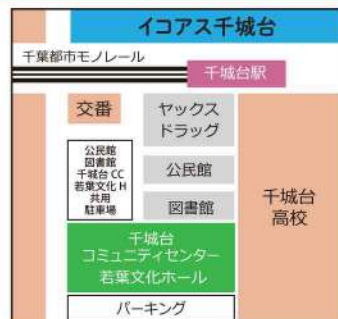 イコアス千城台
千葉都市モノレール
千城台駅
交番
ヤックス
ドラッグ
公民館
図書館
千城台 CC
若葉文化 H
共用
駐車場
公民館
図書館
千城台
高校
千城台
コミュニティセンター
若葉文化ホール
パーキング